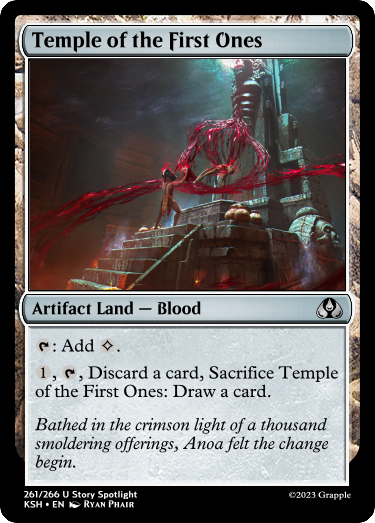 Temple of the First Ones
Artifact Land — Blood
: Add .
1 , , Discard a card, Sacrifice Temple
of the First Ones: Draw a card.
Bathed in the crimson light of a thousand
smoldering offerings, Anoa felt the change
begin.
261/266 U Story Spotlight
KSH • EN Ryan Phair
©2023 Grapple